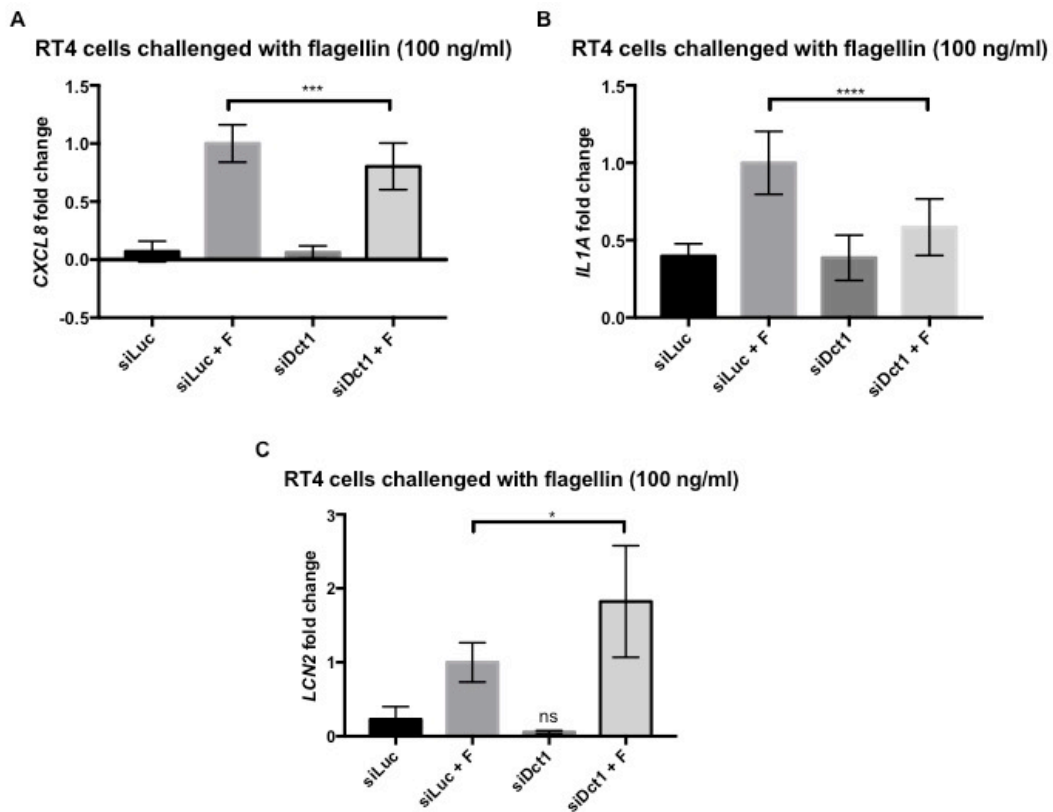 A
RT4 cells challenged with flagellin (100 ng/ml)
***
1.5
1.0
0.5
0.0
-0.5
CXCL8 fold change
siLuc
siLuc + F
siDct1
siDct1 + F
B
RT4 cells challenged with flagellin (100 ng/ml)
****
1.5
1.0
0.5
0.0
IL1A fold change
siLuc
siLuc + F
siDct1
siDct1 + F
C
RT4 cells challenged with flagellin (100 ng/ml)
*
3
2
1
0
LCN2 fold change
ns
siLuc
siLuc + F
siDct1
siDct1 + F